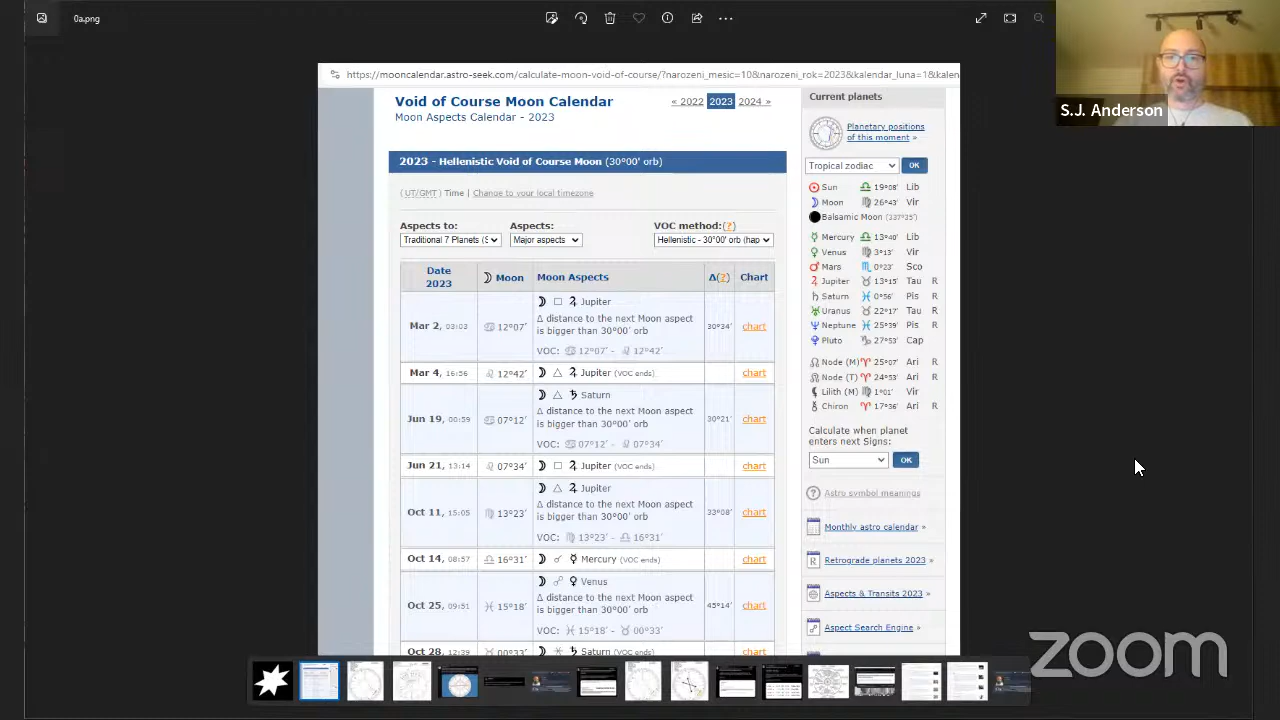 0a.png
https://mooncalendar.astro-seek.com/calculate-moon-void-of-course/?narozeni_mesic=10&narozeni_rok=2023&kalendar_luna=1&kalen
Void of Course Moon Calendar
« 2022 2023 2024 »
Moon Aspects Calendar - 2023
2023 - Hellenistic Void of Course Moon (30°00' orb)
(UT/GMT) Time | Change to your local timezone
Aspects to: Aspects: VOC method:(?)
Traditional 7 Planets (S Major aspects Hellenistic - 30°00' orb (hap
Date 2023 ☽ Moon Moon Aspects Δ(?) Chart
☽ □ ♃ Jupiter
Mar 2, 03:03 ♋ 12°07' Δ distance to the next Moon aspect 30°34' chart
is bigger than 30°00' orb
VOC: ♋ 12°07' - ♌ 12°42'
Mar 4, 16:56 ♌ 12°42' ☽ △ ♃ Jupiter (VOC ends) chart
☽ △ ♄ Saturn
Jun 19, 00:59 ♋ 07°12' Δ distance to the next Moon aspect 30°21' chart
is bigger than 30°00' orb
VOC: ♋ 07°12' - ♌ 07°34'
Jun 21, 13:14 ♌ 07°34' ☽ □ ♃ Jupiter (VOC ends) chart
☽ △ ♃ Jupiter
Oct 11, 15:05 ♍ 13°23' Δ distance to the next Moon aspect 33°08' chart
is bigger than 30°00' orb
VOC: ♍ 13°23' - ♎ 16°31'
Oct 14, 08:57 ♎ 16°31' ☽ ☌ ☿ Mercury (VOC ends) chart
☽ ☍ ♀ Venus
Oct 25, 09:51 ♓ 15°18' Δ distance to the next Moon aspect 45°14' chart
is bigger than 30°00' orb
VOC: ♓ 15°18' - ♉ 00°33'
Oct 28, 12:39 00°33' ☽ ⚹ ♄ Saturn (VOC ends) chart
Current planets
Planetary positions
of this moment »
Tropical zodiac OK
☉ Sun ♎ 19°08' Lib
☽ Moon ♍ 26°43' Vir
Balsamic Moon (337°35')
☿ Mercury ♎ 13°40' Lib
♀ Venus ♍ 3°13' Vir
♂ Mars ♏ 0°23' Sco
♃ Jupiter ♉ 13°15' Tau R
♄ Saturn ♓ 0°56' Pis R
♅ Uranus ♉ 22°17' Tau R
♆ Neptune ♓ 25°39' Pis R
Pluto ♑ 27°53' Cap
☊ Node (M) ♈ 25°07' Ari R
☊ Node (T) ♈ 24°53' Ari R
⚸ Lilith (M) ♍ 1°01' Vir
⚷ Chiron ♈ 17°36' Ari R
Calculate when planet
enters next Signs:
Sun OK
? Astro symbol meanings
Monthly astro calendar »
R Retrograde planets 2023 »
Aspects & Transits 2023 »
Aspect Search Engine »
S.J. Anderson
zoom